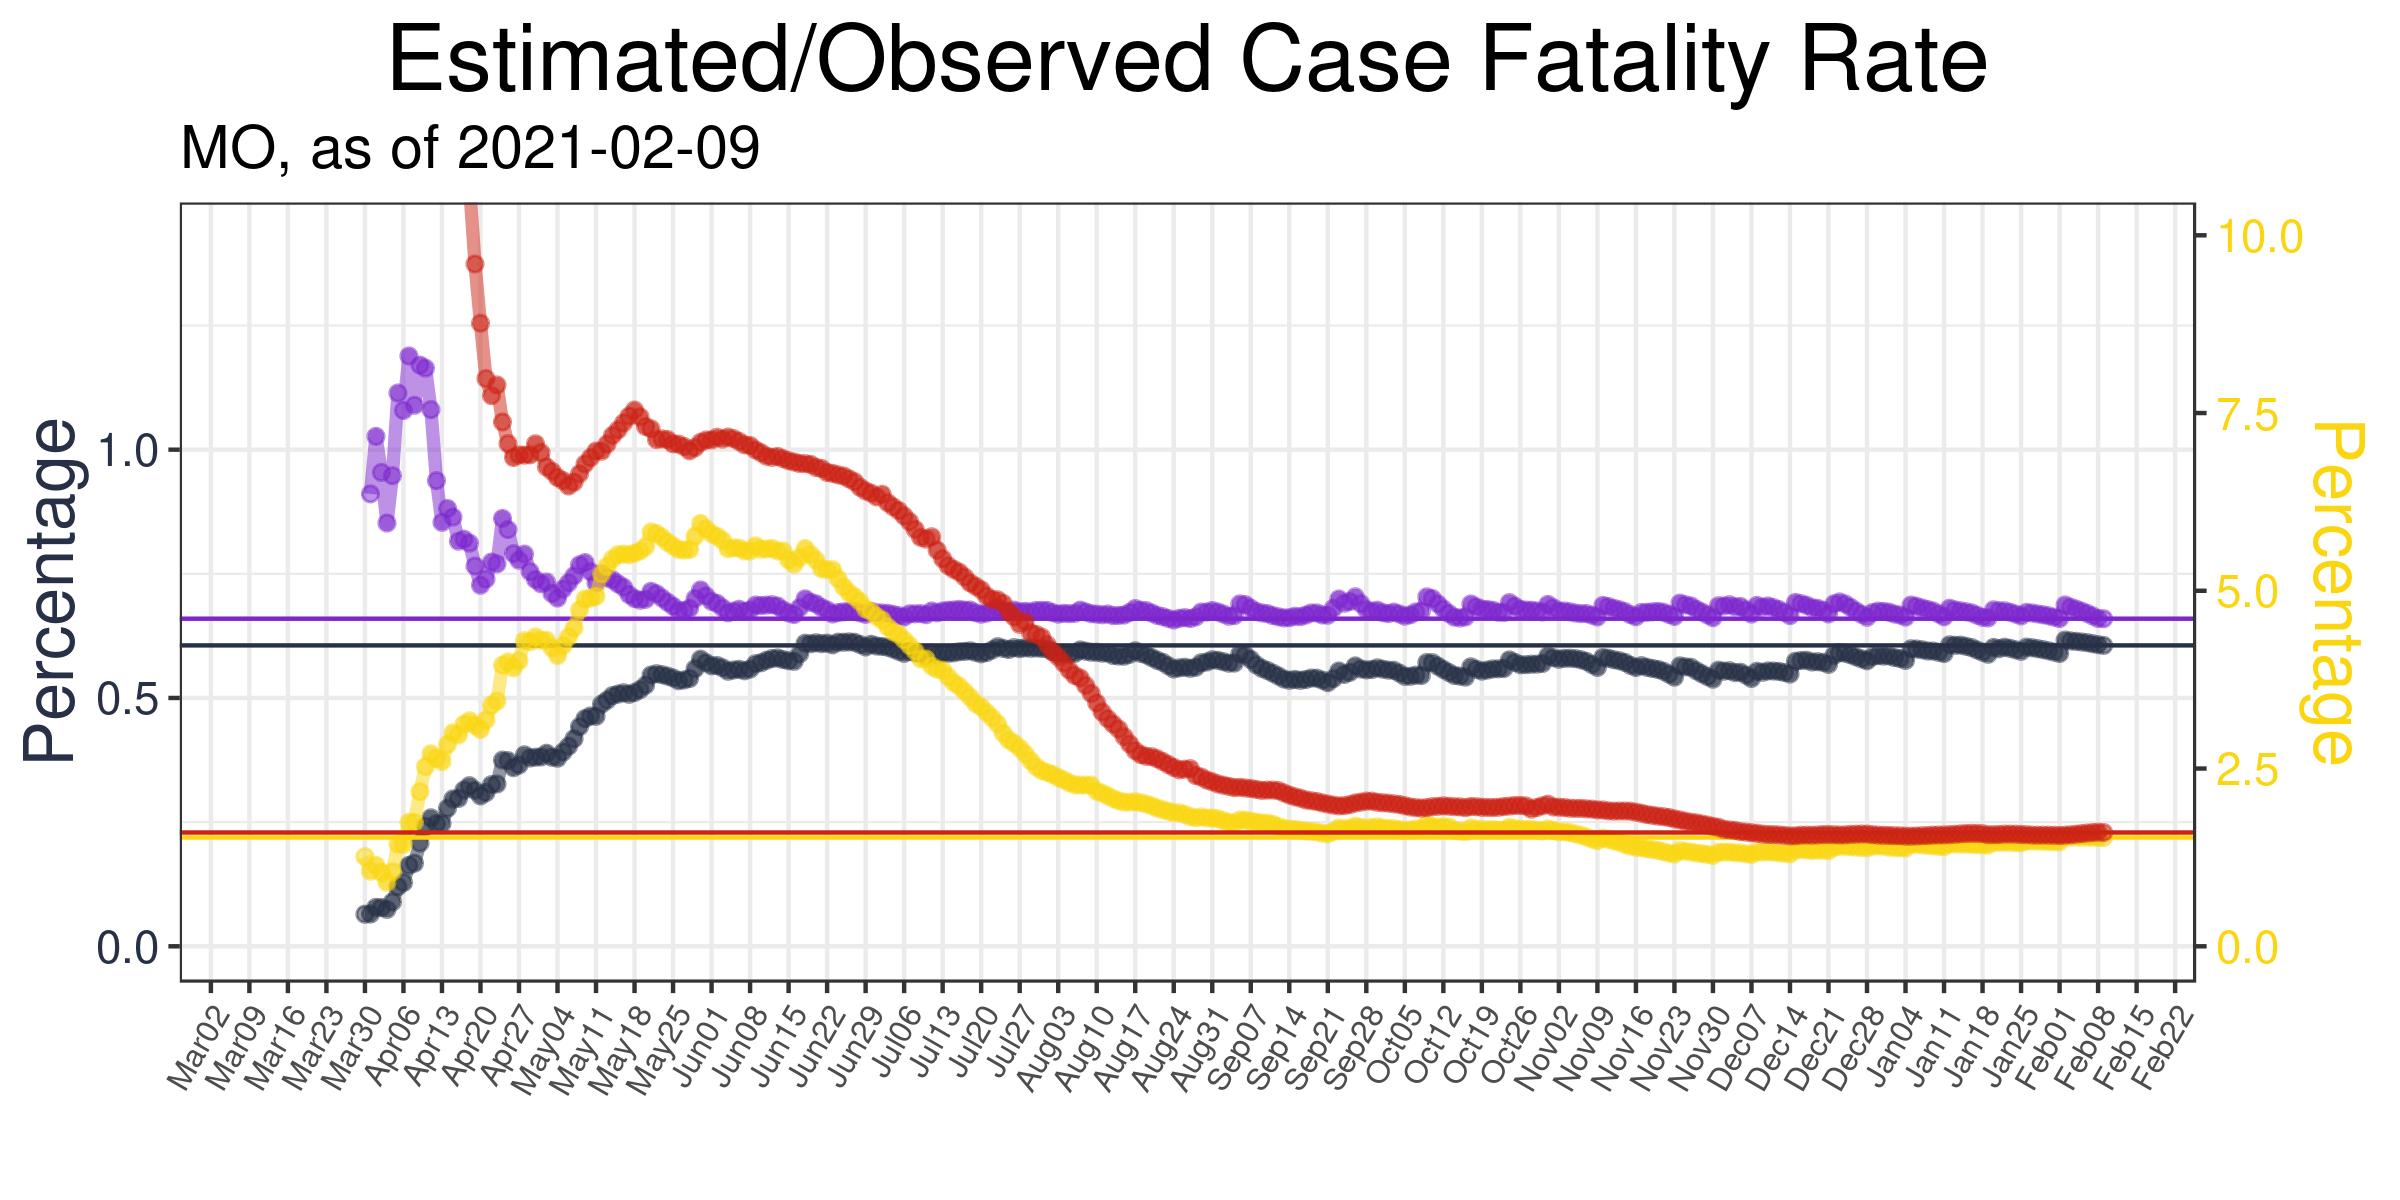 Estimated/Observed Case Fatality Rate
MO, as of 2021-02-09
Percentage
1.0
0.5
0.0
10.0
7.5
5.0
2.5
0.0
Percentage
Mar02
Mar09
Mar16
Mar23
Mar30
Apr06
Apr13
Apr20
Apr27
May04
May11
May18
May25
Jun01
Jun08
Jun15
Jun22
Jun29
Jul06
Jul13
Jul20
Jul27
Aug03
Aug10
Aug17
Aug24
Aug31
Sep07
Sep14
Sep21
Sep28
Oct05
Oct12
Oct19
Oct26
Nov02
Nov09
Nov16
Nov23
Nov30
Dec07
Dec14
Dec21
Dec28
Jan04
Jan11
Jan18
Jan25
Feb01
Feb08
Feb15
Feb22